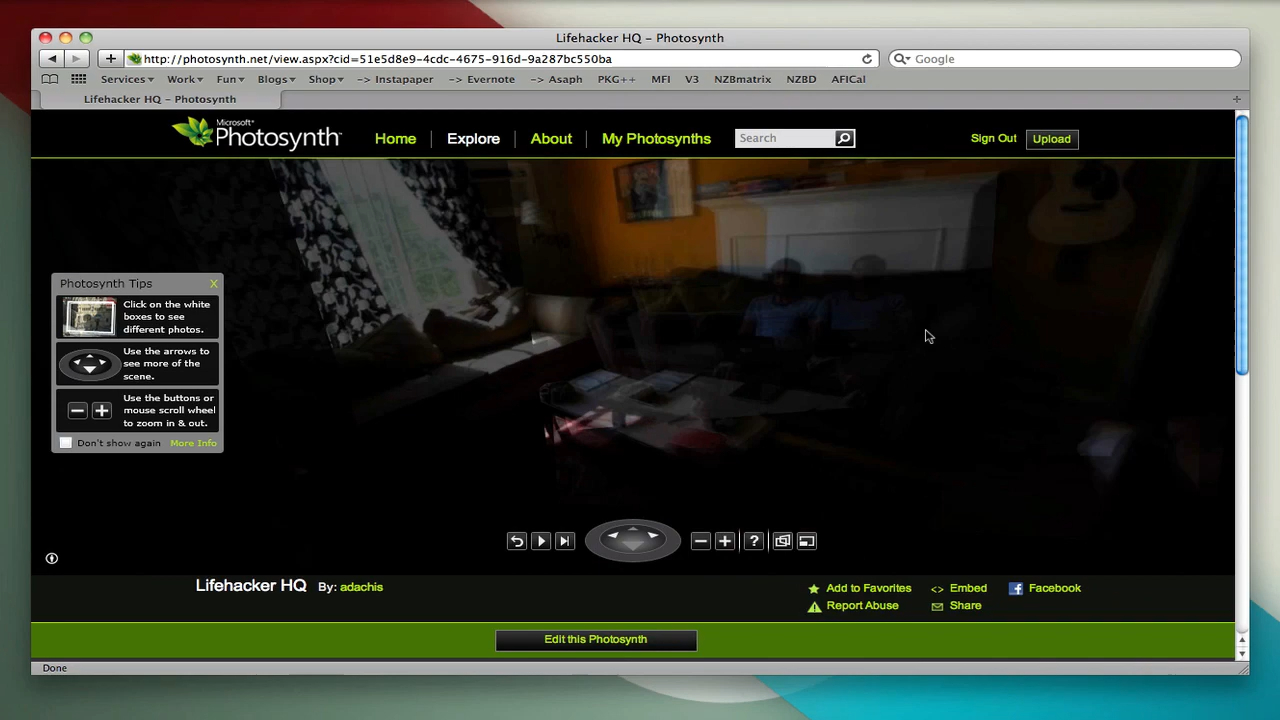 Lifehacker HQ – Photosynth
http://photosynth.net/view.aspx?cid=51e5d8e9-4cdc-4675-916d-9a287bc550ba
Google
Services Work Fun Blogs Shop -> Instapaper -> Evernote -> Asaph PKG++ MFI V3 NZBmatrix NZBD AFICal
Lifehacker HQ – Photosynth
Microsoft®
Photosynth™
Home Explore About My Photosynths Search Sign Out Upload
Photosynth Tips X
Click on the white
boxes to see
different photos.
Use the arrows to
see more of the
scene.
Use the buttons or
mouse scroll wheel
to zoom in & out.
Don't show again More Info
?
Lifehacker HQ By: adachis
Add to Favorites <> Embed Facebook
Report Abuse Share
Edit this Photosynth
Done